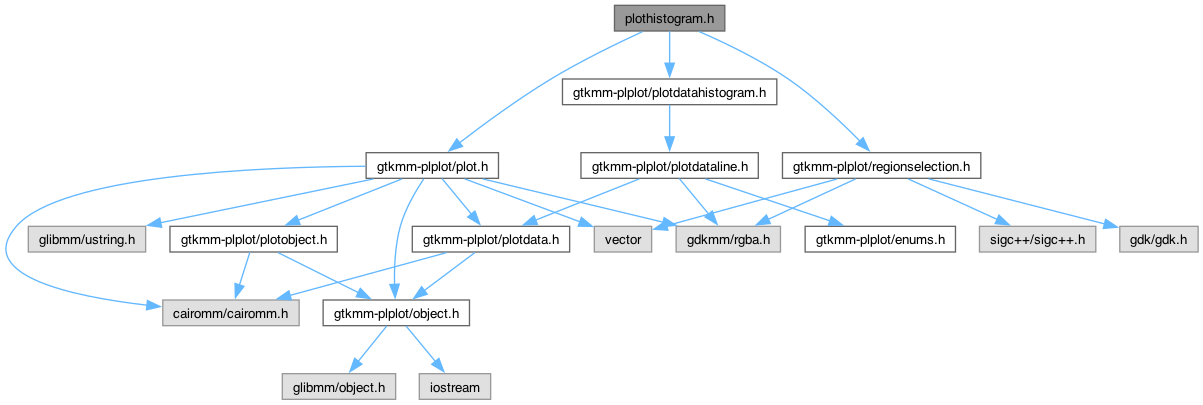 plothistogram.h
gtkmm-plplot/plotdatahistogram.h
gtkmm-plplot/plot.h
gtkmm-plplot/plotdataline.h
gtkmm-plplot/regionselection.h
glibmm/ustring.h
gtkmm-plplot/plotobject.h
gtkmm-plplot/plotdata.h
vector
gdkmm/rgba.h
gtkmm-plplot/enums.h
sigc++/sigc++.h
gdk/gdk.h
cairomm/cairomm.h
gtkmm-plplot/object.h
glibmm/object.h
iostream